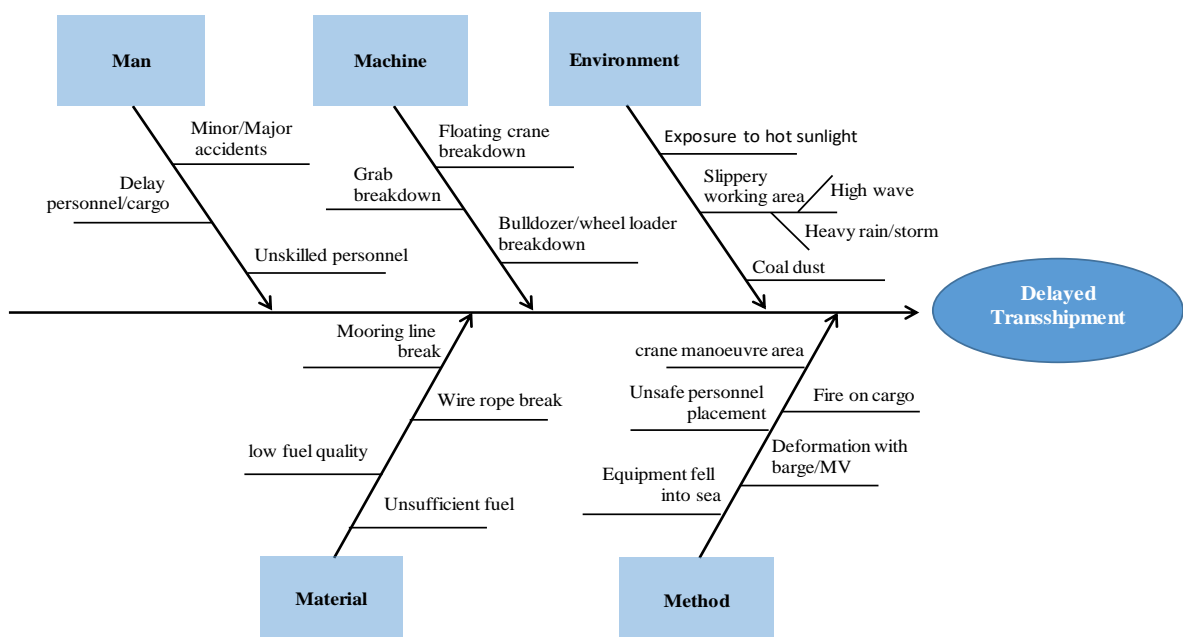 Man
Machine
Environment
Minor/Major
accidents
Delay
personnel/cargo
Unskilled personnel
Floating crane
breakdown
Grab
breakdown
Bulldozer/wheel loader
breakdown
Exposure to hot sunlight
Slippery
working area
High wave
Heavy rain/storm
Coal dust
Delayed
Transshipment
Mooring line
break
Wire rope break
low fuel quality
Unsufficient fuel
crane manoeuvre area
Unsafe personnel
placement
Fire on cargo
Deformation with
barge/MV
Equipment fell
into sea
Material
Method